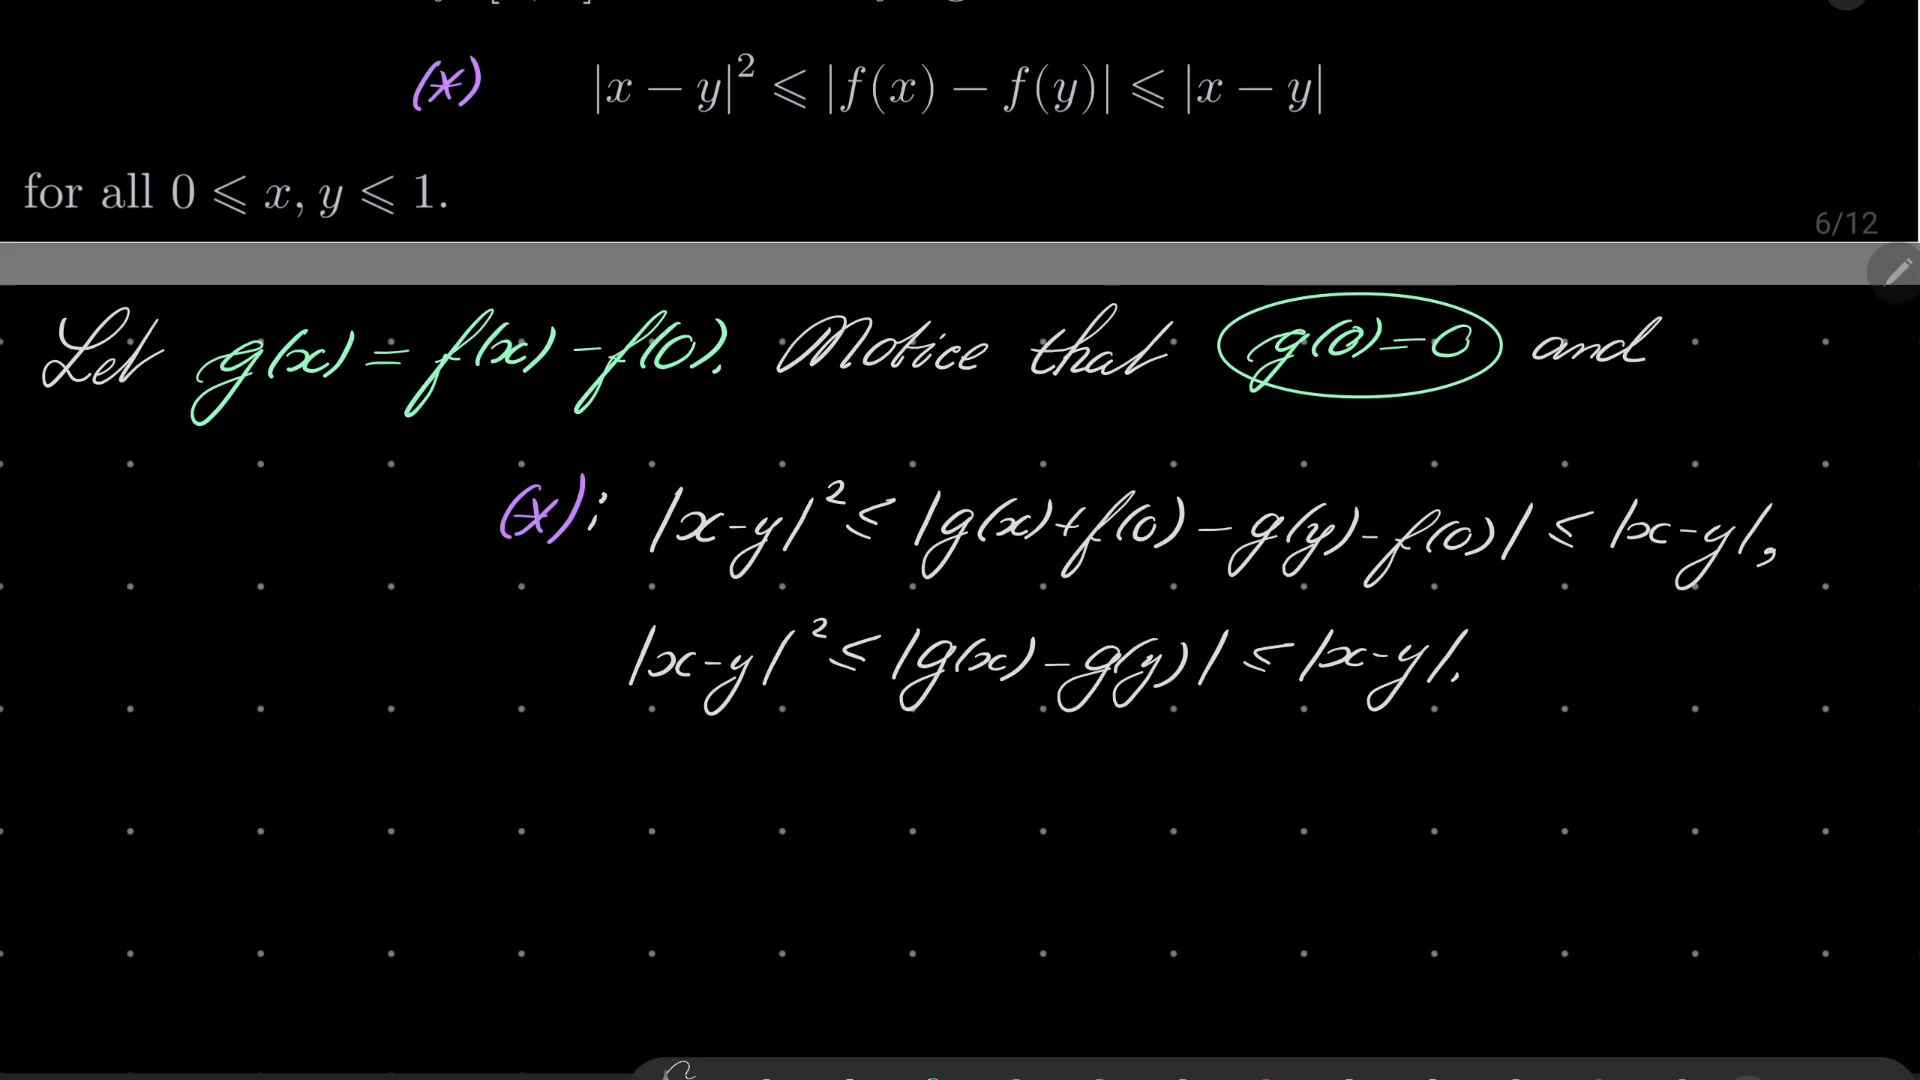 (*) |x − y|² ⩽ |f(x) − f(y)| ⩽ |x − y|
for all 0 ⩽ x, y ⩽ 1.
6/12
Let g(x) = f(x) − f(0). Notice that g(0)=0 and
(*): |x−y|² ≤ |g(x)+f(0)−g(y)−f(0)| ≤ |x−y|,
|x−y|² ≤ |g(x)−g(y)| ≤ |x−y|.